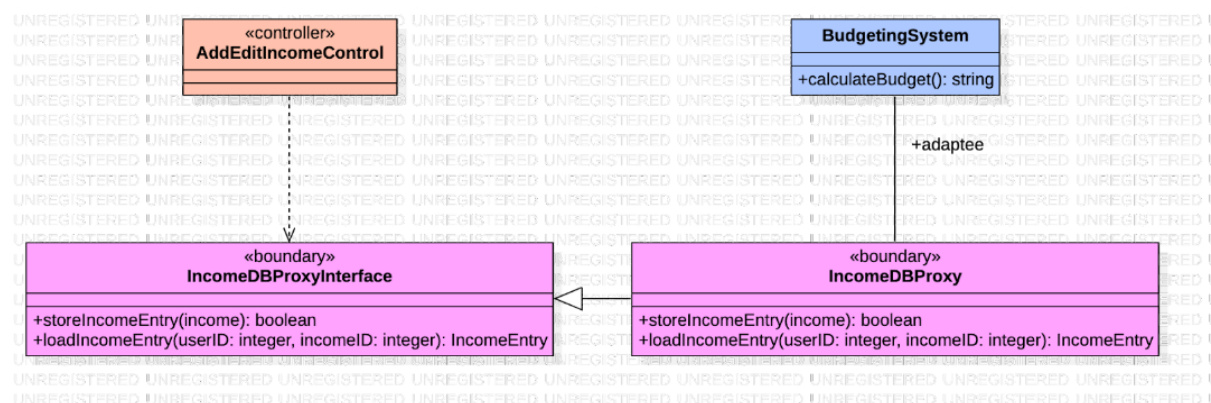 «controller»
AddEditIncomeControl
BudgetingSystem
+calculateBudget(): string
+adaptee
«boundary»
IncomeDBProxyInterface
+storeIncomeEntry(income): boolean
+loadIncomeEntry(userID: integer, incomeID: integer): IncomeEntry
«boundary»
IncomeDBProxy
+storeIncomeEntry(income): boolean
+loadIncomeEntry(userID: integer, incomeID: integer): IncomeEntry
UNREGISTERED